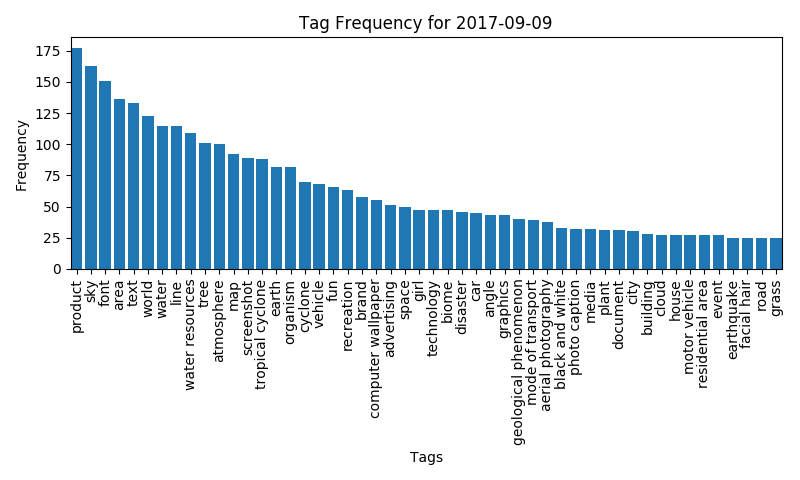 Tag Frequency for 2017-09-09
Frequency
175
150
125
100
75
50
25
0
product
sky
font
area
text
world
water
line
water resources
tree
atmosphere
map
screenshot
tropical cyclone
earth
organism
cyclone
vehicle
fun
recreation
brand
computer wallpaper
advertising
space
girl
technology
biome
disaster
car
angle
graphics
geological phenomenon
mode of transport
aerial photography
black and white
photo caption
media
plant
document
city
building
cloud
house
motor vehicle
residential area
event
earthquake
facial hair
road
grass
Tags